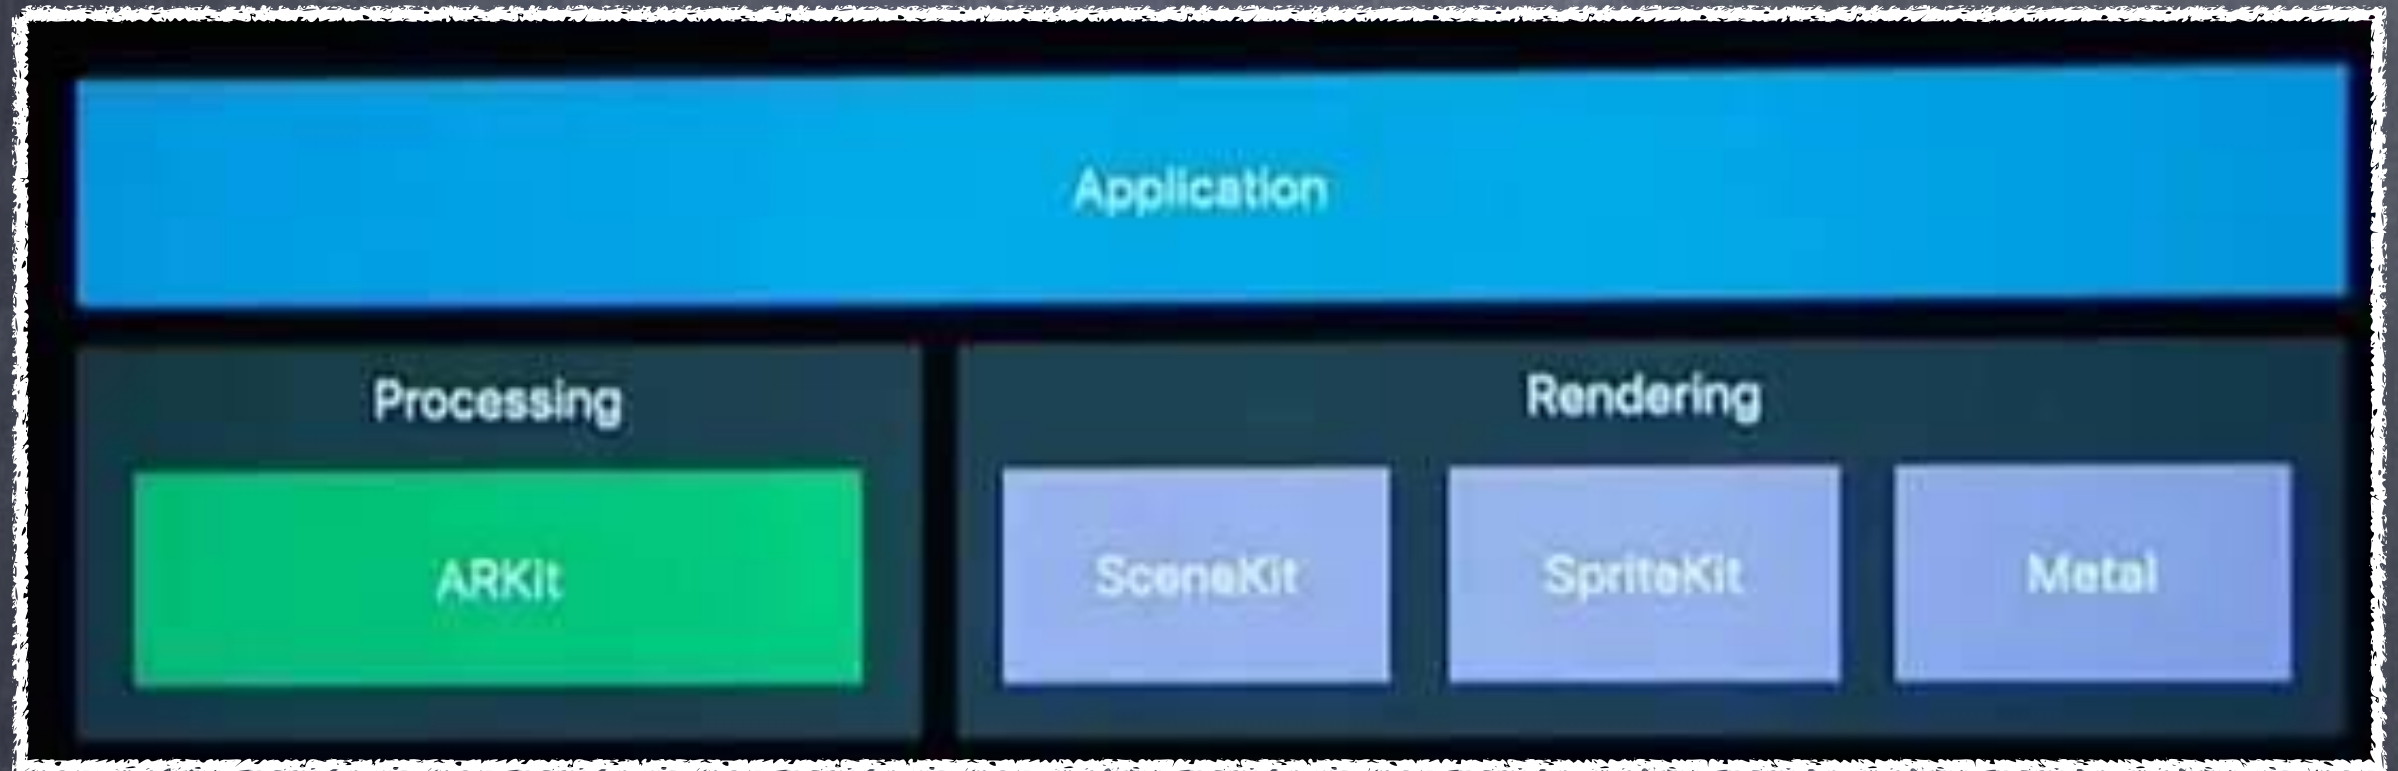 Application
Processing
Rendering
ARKit
SceneKit
SpriteKit
Metal